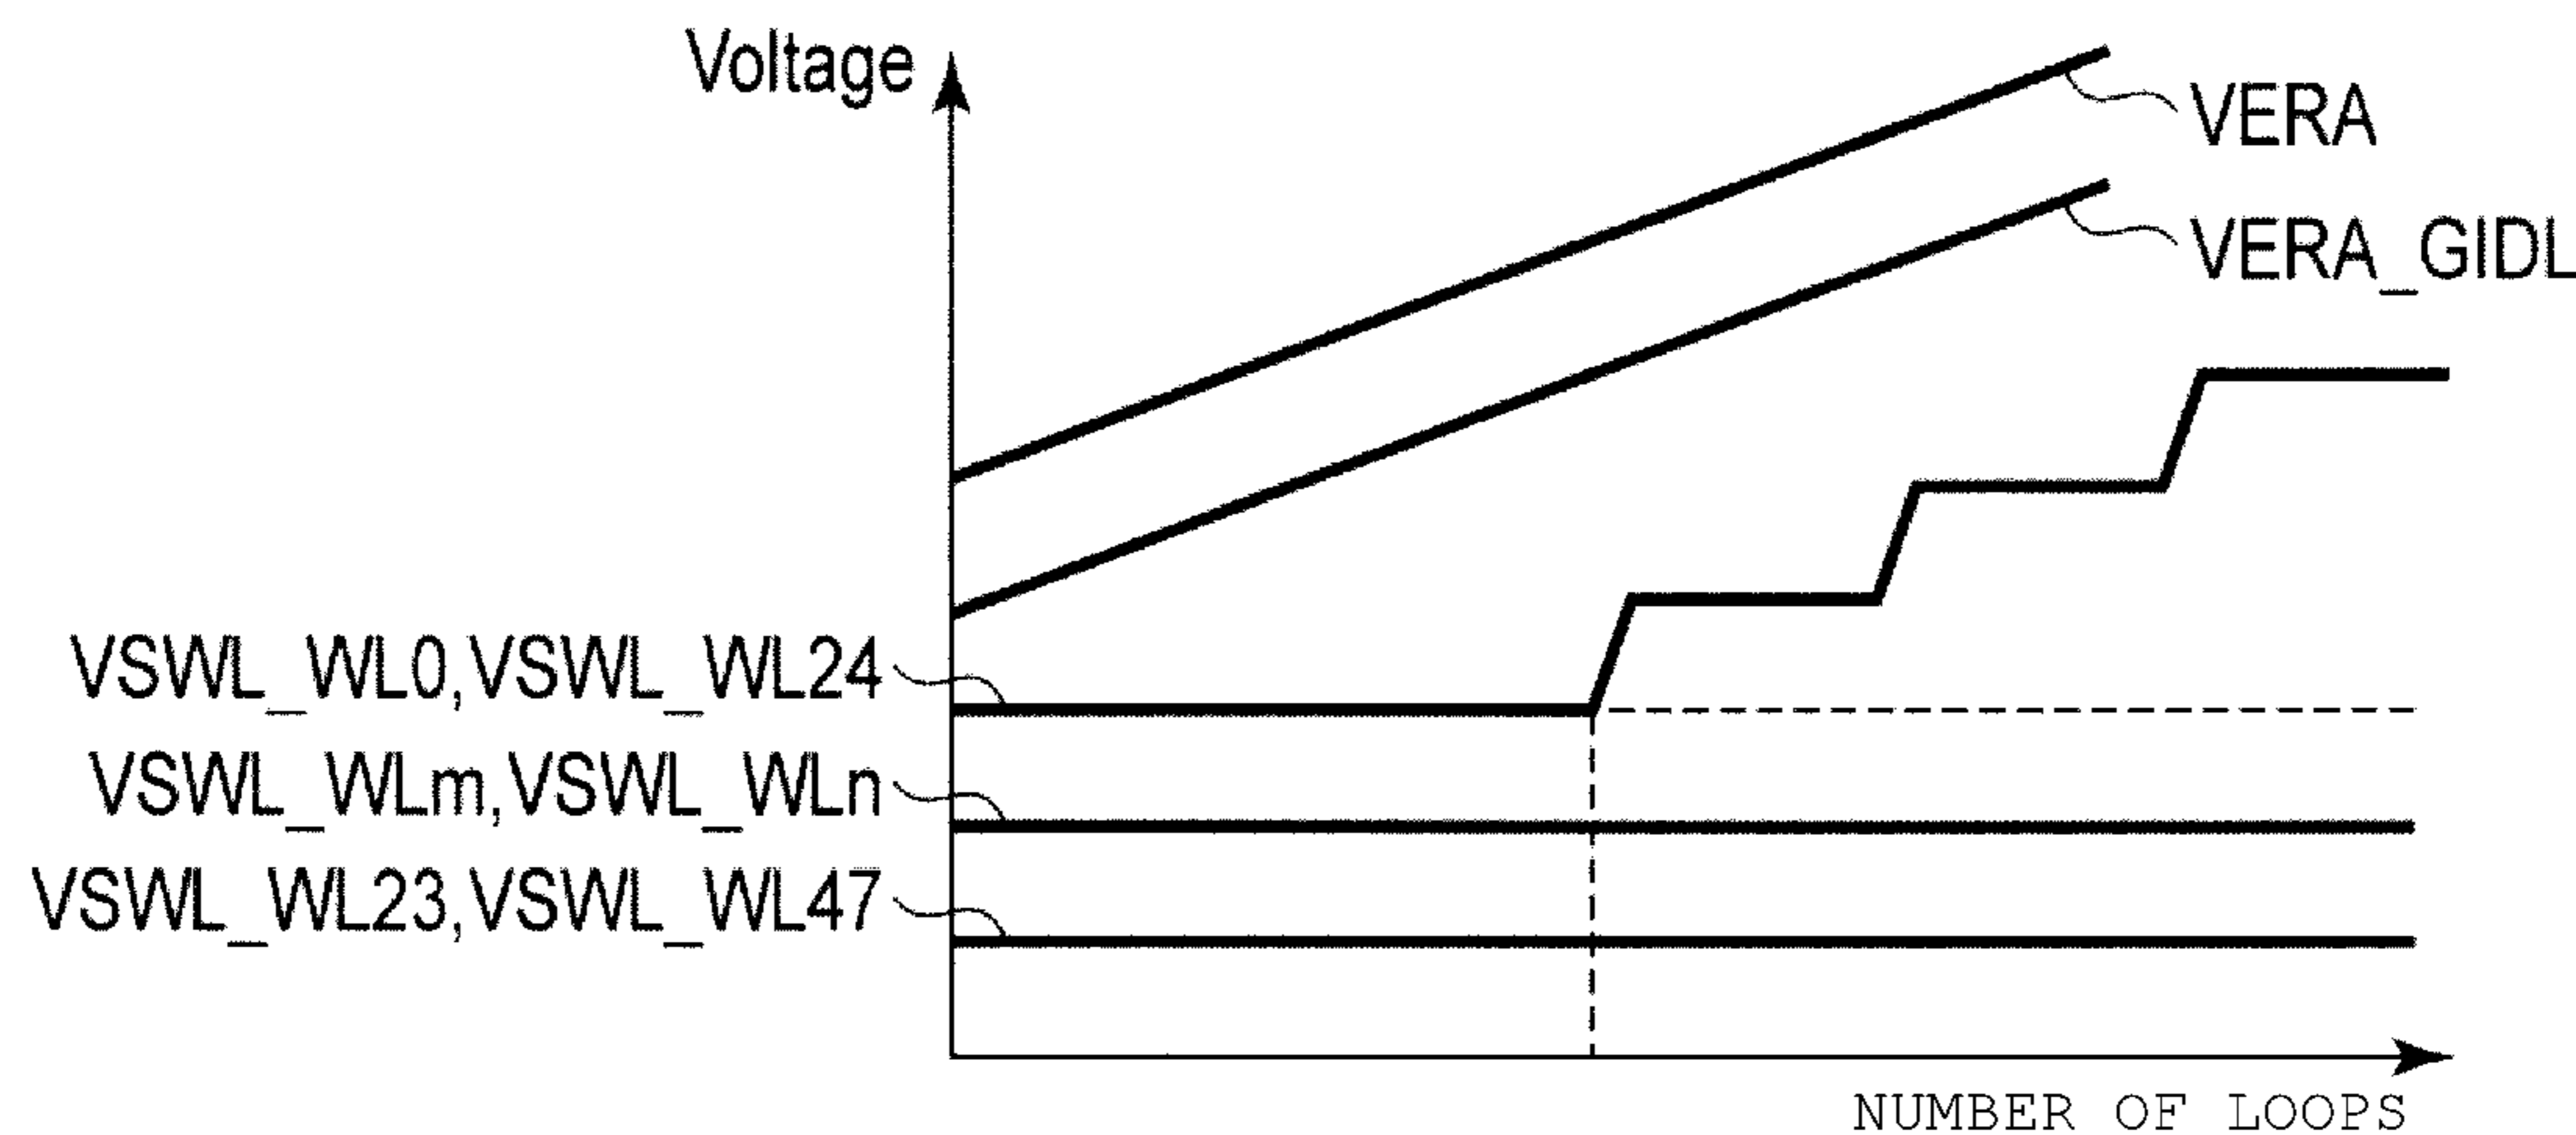 Voltage
VERA
VERA_GIDL
VSWL_WL0,VSWL_WL24
VSWL_WLm,VSWL_WLn
VSWL_WL23,VSWL_WL47
NUMBER OF LOOPS